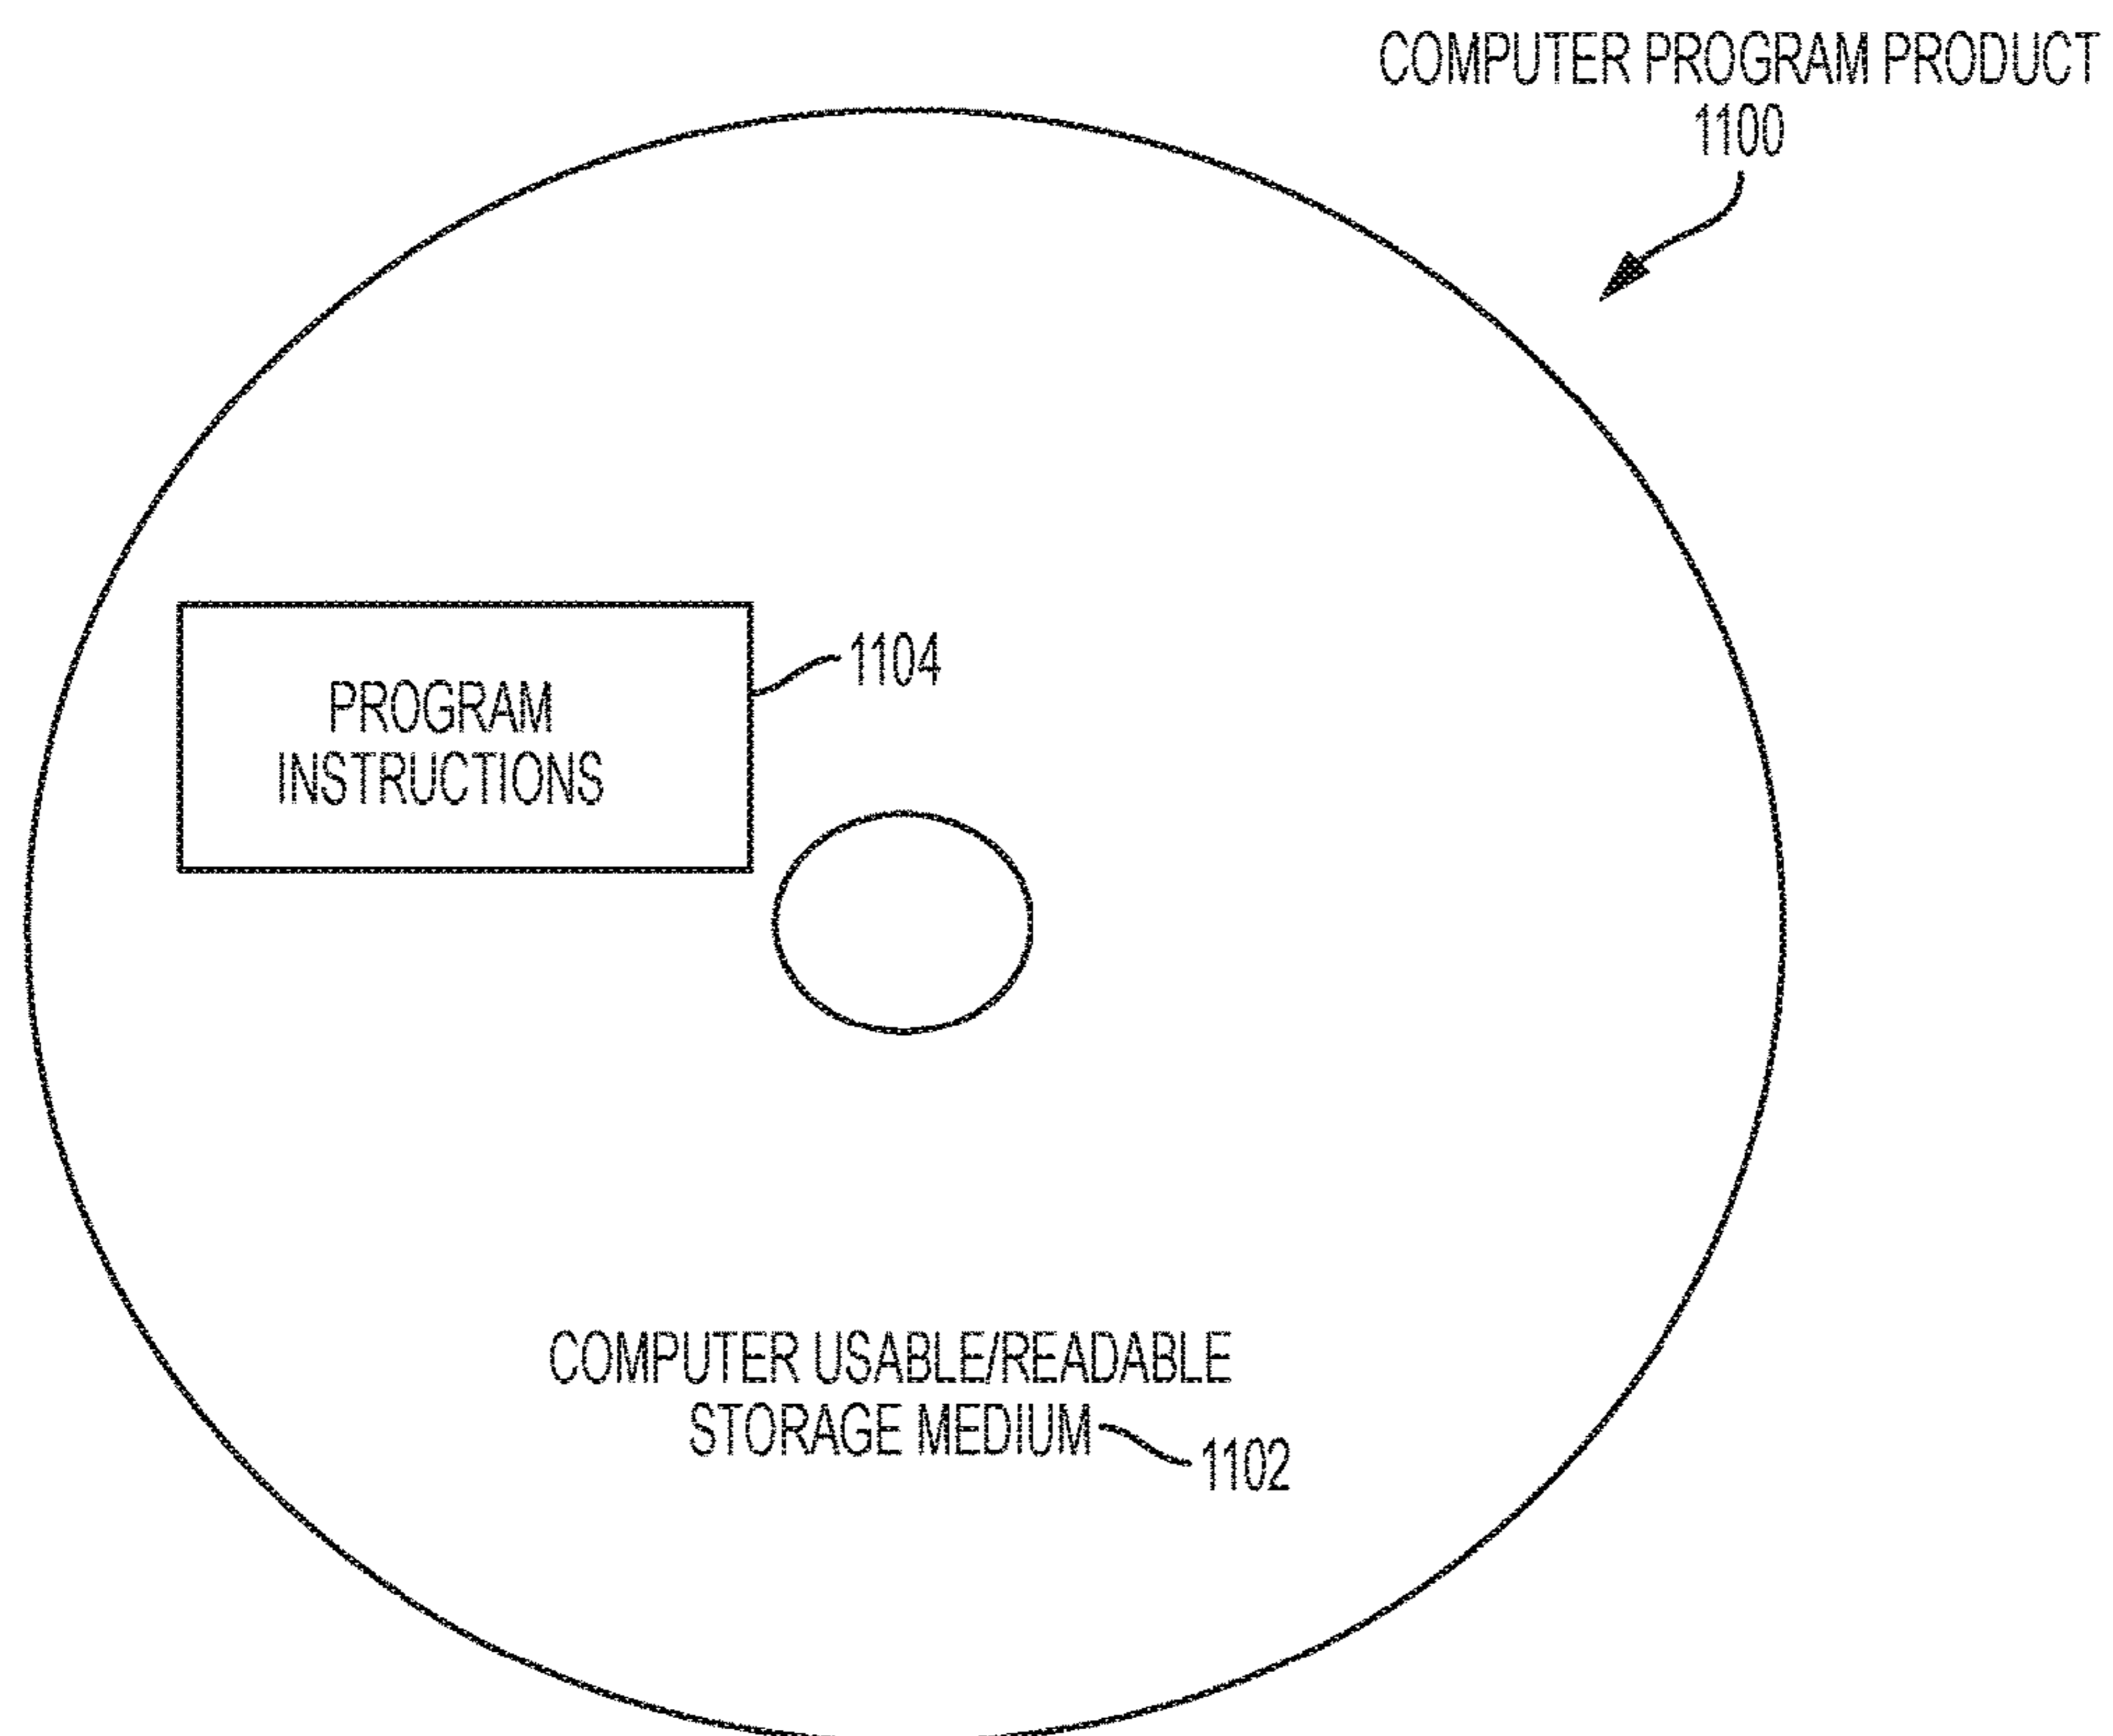 COMPUTER PROGRAM PRODUCT
1100
1104
PROGRAM
INSTRUCTIONS
COMPUTER USABLE/READABLE
STORAGE MEDIUM
1102